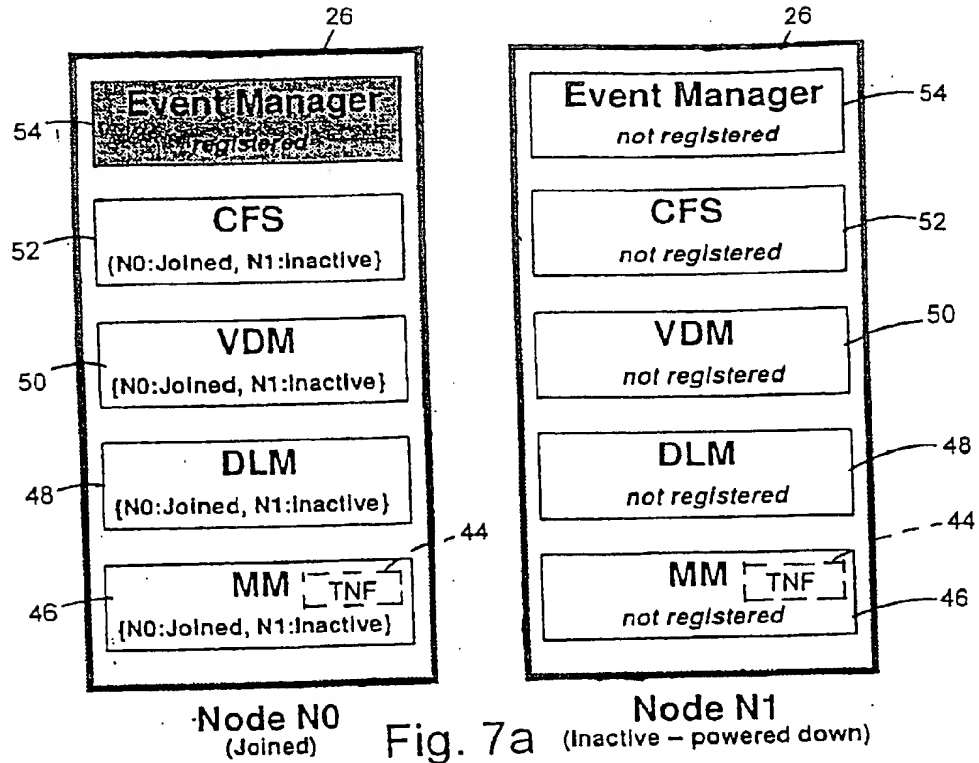 26
26
Event Manager
registered
54
Event Manager
not registered
54
CFS
{N0:Joined, N1:Inactive}
52
CFS
not registered
52
VDM
{N0:Joined, N1:Inactive}
50
VDM
not registered
50
DLM
{N0:Joined, N1:Inactive}
48
DLM
not registered
48
44
44
MM
TNF
{N0:Joined, N1:Inactive}
46
MM
TNF
not registered
46
Node N0
(Joined)
Fig. 7a
Node N1
(Inactive – powered down)